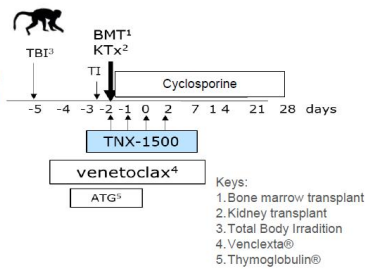 BMT¹
KTx²
TBI³
TI
Cyclosporine
-5 -4 -3 -2 -1 0 2 7 14 21 28 days
TNX-1500
venetoclax⁴
ATG⁵
Keys:
1.Bone marrow transplant
2.Kidney transplant
3.Total Body Irradition
4.Venclexta®
5.Thymoglobulin®